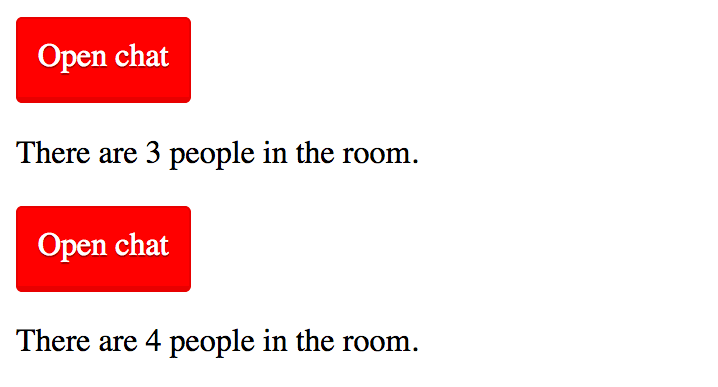 Open chat
There are 3 people in the room.
Open chat
There are 4 people in the room.